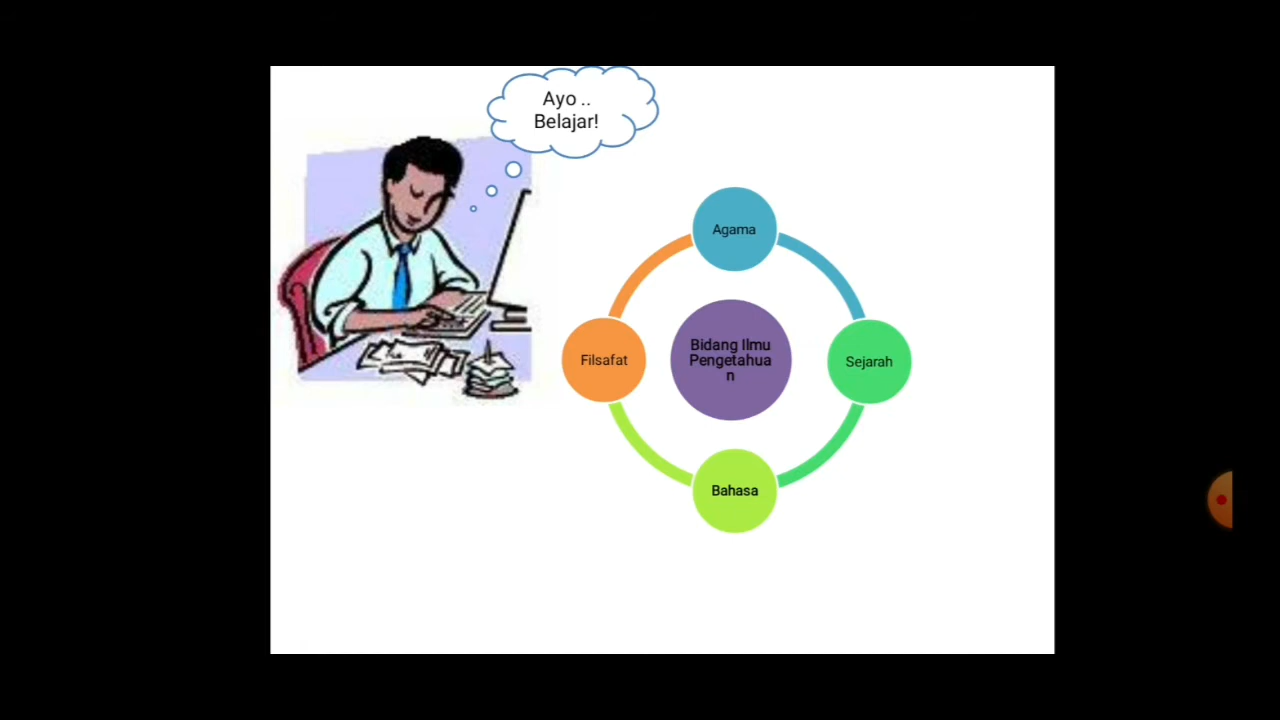 Ayo ..
Belajar!
Agama
Filsafat
Bidang Ilmu
Pengetahua
n
Sejarah
Bahasa